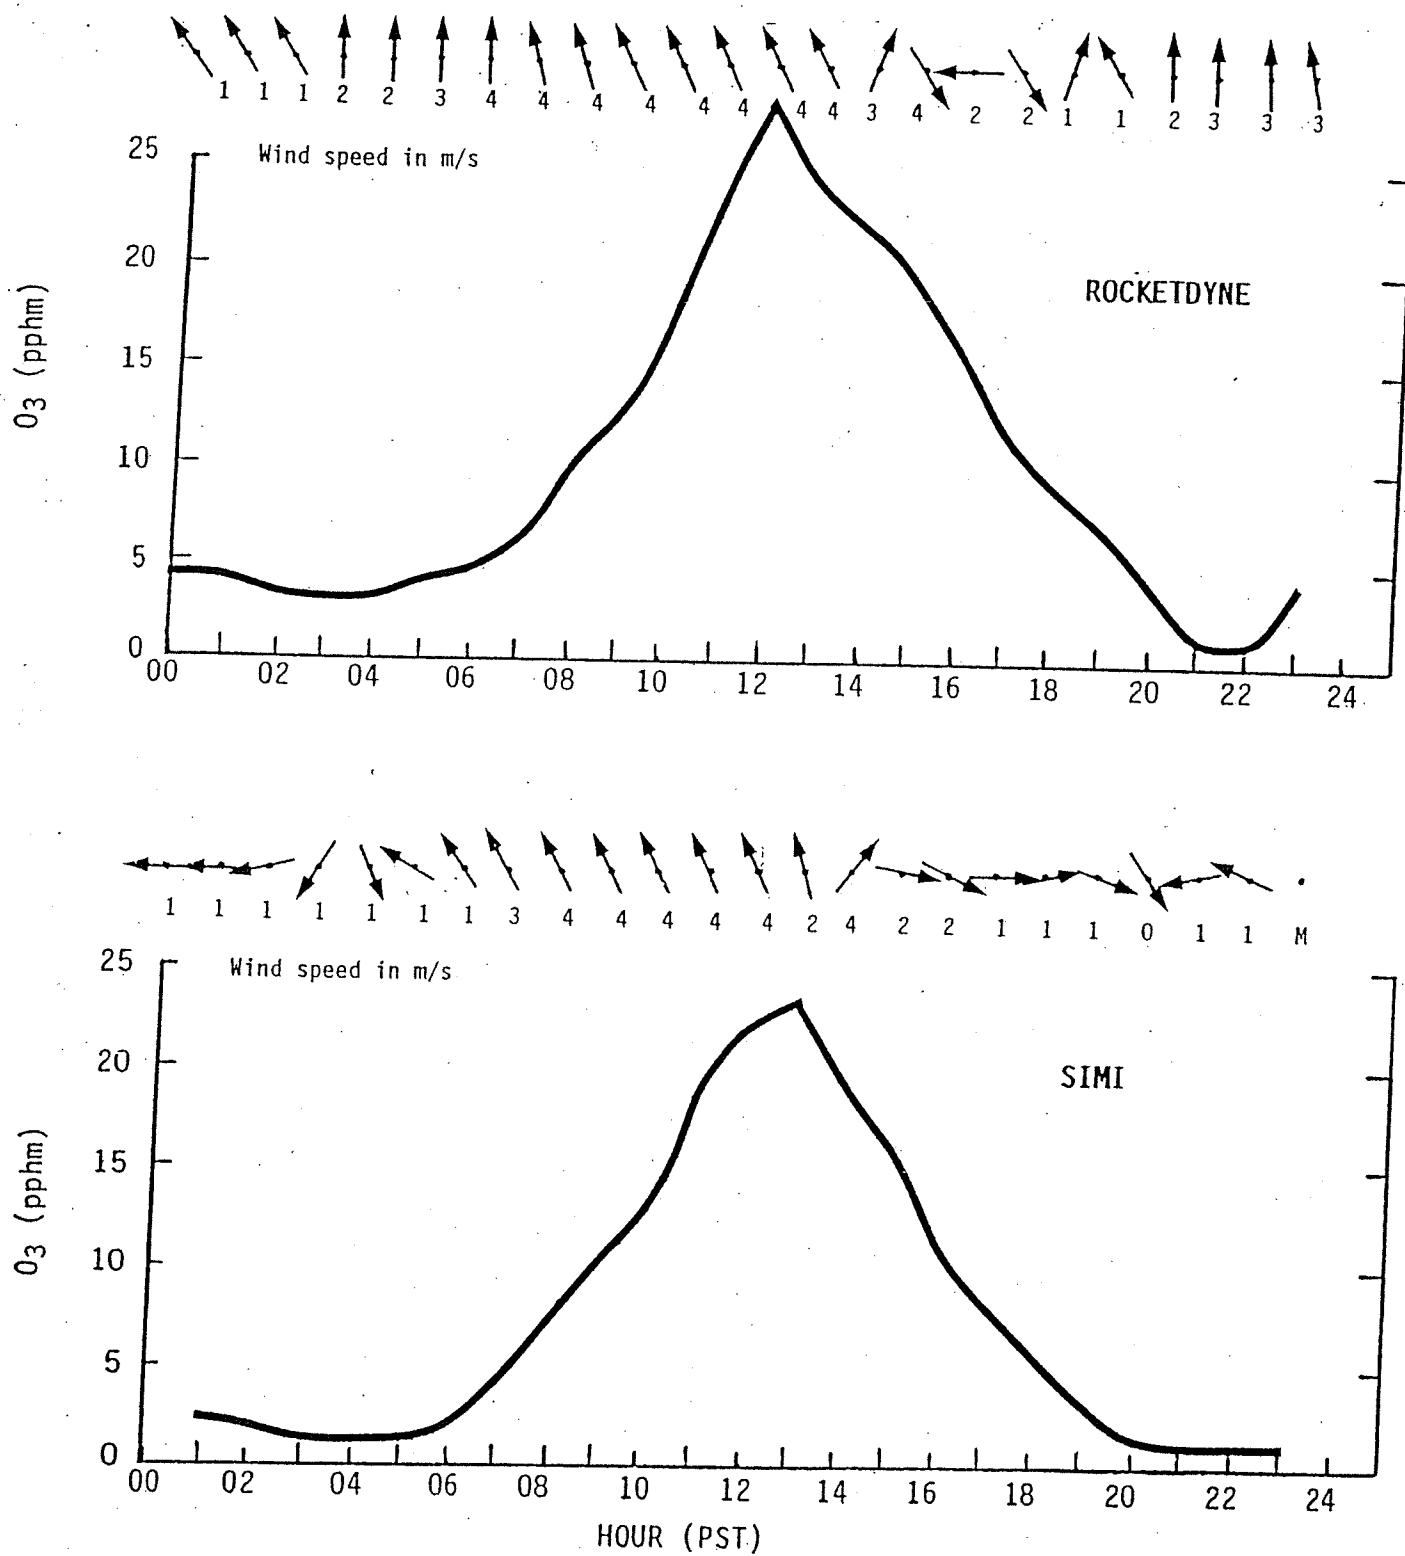 1 1 1 2 2 3 4 4 4 4 4 4 4 4 3 4 2 2 1 1 2 3 3 3
Wind speed in m/s
25
20
ROCKETDYNE
O3 (pphm)
15
10
5
0
00 02 04 06 08 10 12 14 16 18 20 22 24
1 1 1 1 1 1 1 3 4 4 4 4 4 2 4 2 2 1 1 1 0 1 1 M
Wind speed in m/s
25
20
SIMI
O3 (pphm)
15
10
5
0
00 02 04 06 08 10 12 14 16 18 20 22 24
HOUR (PST)